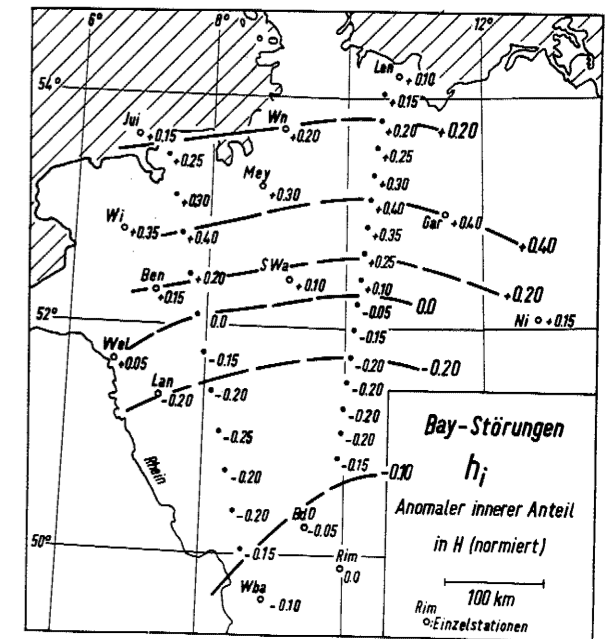 6° 8° 12°
Len
+0.10
54°
+0.15
Jui Wn
+0.15 +0.20 +0.20 +0.20
+0.25 +0.25
Mey
+0.30 +0.30 +0.30
+0.40
Wi Gar
+0.35 +0.40 +0.35 +0.40
+0.40
+0.25
Ben SWa
+0.20 +0.10 +0.10
+0.15 +0.20
-0.05 0.0
52° 0.0 Ni +0.15
-0.15
Wel
+0.05 -0.15
-0.20 -0.20
Lan
-0.20 -0.20 -0.20
-0.20
-0.25 -0.20
Rhein
-0.20 -0.15 -0.10
-0.20
Bd
-0.05
50° -0.15 Rim
0.0
Wba
-0.10
Bay-Störungen
hi
Anomaler innerer Anteil
in H (normiert)
100 km
Rim
o:Einzelstationen